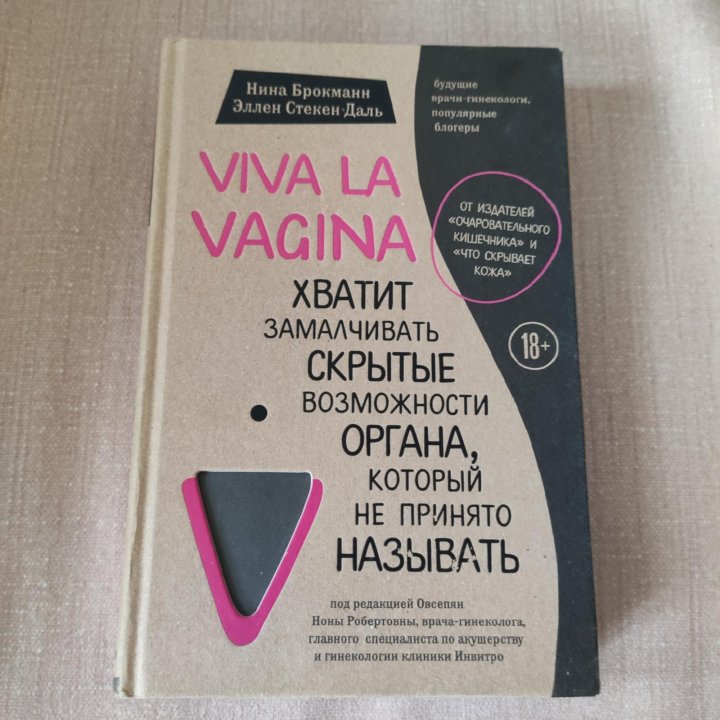 Нина Брокманн
Эллен Стекен Даль
будущие
врачи-гинекологи,
популярные
блогеры
VIVA LA
VAGINA
ОТ ИЗДАТЕЛЕЙ
«ОЧАРОВАТЕЛЬНОГО
КИШЕЧНИКА» И
«ЧТО СКРЫВАЕТ
КОЖА»
ХВАТИТ
ЗАМАЛЧИВАТЬ
СКРЫТЫЕ
ВОЗМОЖНОСТИ
ОРГАНА,
КОТОРЫЙ
НЕ ПРИНЯТО
НАЗЫВАТЬ
18+
под редакцией Овсепян
Ноны Робертовны, врача-гинеколога,
главного специалиста по акушерству
и гинекологии клиники Инвитро